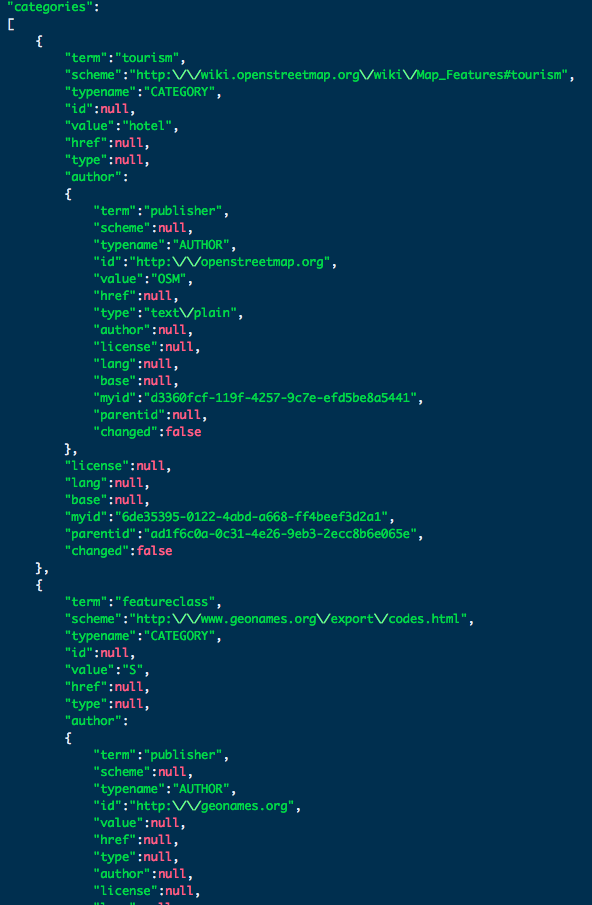 "categories":
[
{
"term":"tourism",
"scheme":"http:\/\/wiki.openstreetmap.org\/wiki\/Map_Features#tourism",
"typename":"CATEGORY",
"id":null,
"value":"hotel",
"href":null,
"type":null,
"author":
{
"term":"publisher",
"scheme":null,
"typename":"AUTHOR",
"id":"http:\/\/openstreetmap.org",
"value":"OSM",
"href":null,
"type":"text\/plain",
"author":null,
"license":null,
"lang":null,
"base":null,
"myid":"d3360fcf-119f-4257-9c7e-efd5be8a5441",
"parentid":null,
"changed":false
},
"license":null,
"lang":null,
"base":null,
"myid":"6de35395-0122-4abd-a668-ff4beef3d2a1",
"parentid":"ad1f6c0a-0c31-4e26-9eb3-2ecc8b6e065e",
"changed":false
},
{
"term":"featureclass",
"scheme":"http:\/\/www.geonames.org\/export\/codes.html",
"typename":"CATEGORY",
"id":null,
"value":"S",
"href":null,
"type":null,
"author":
{
"term":"publisher",
"scheme":null,
"typename":"AUTHOR",
"id":"http:\/\/geonames.org",
"value":null,
"href":null,
"type":null,
"author":null,
"license":null,